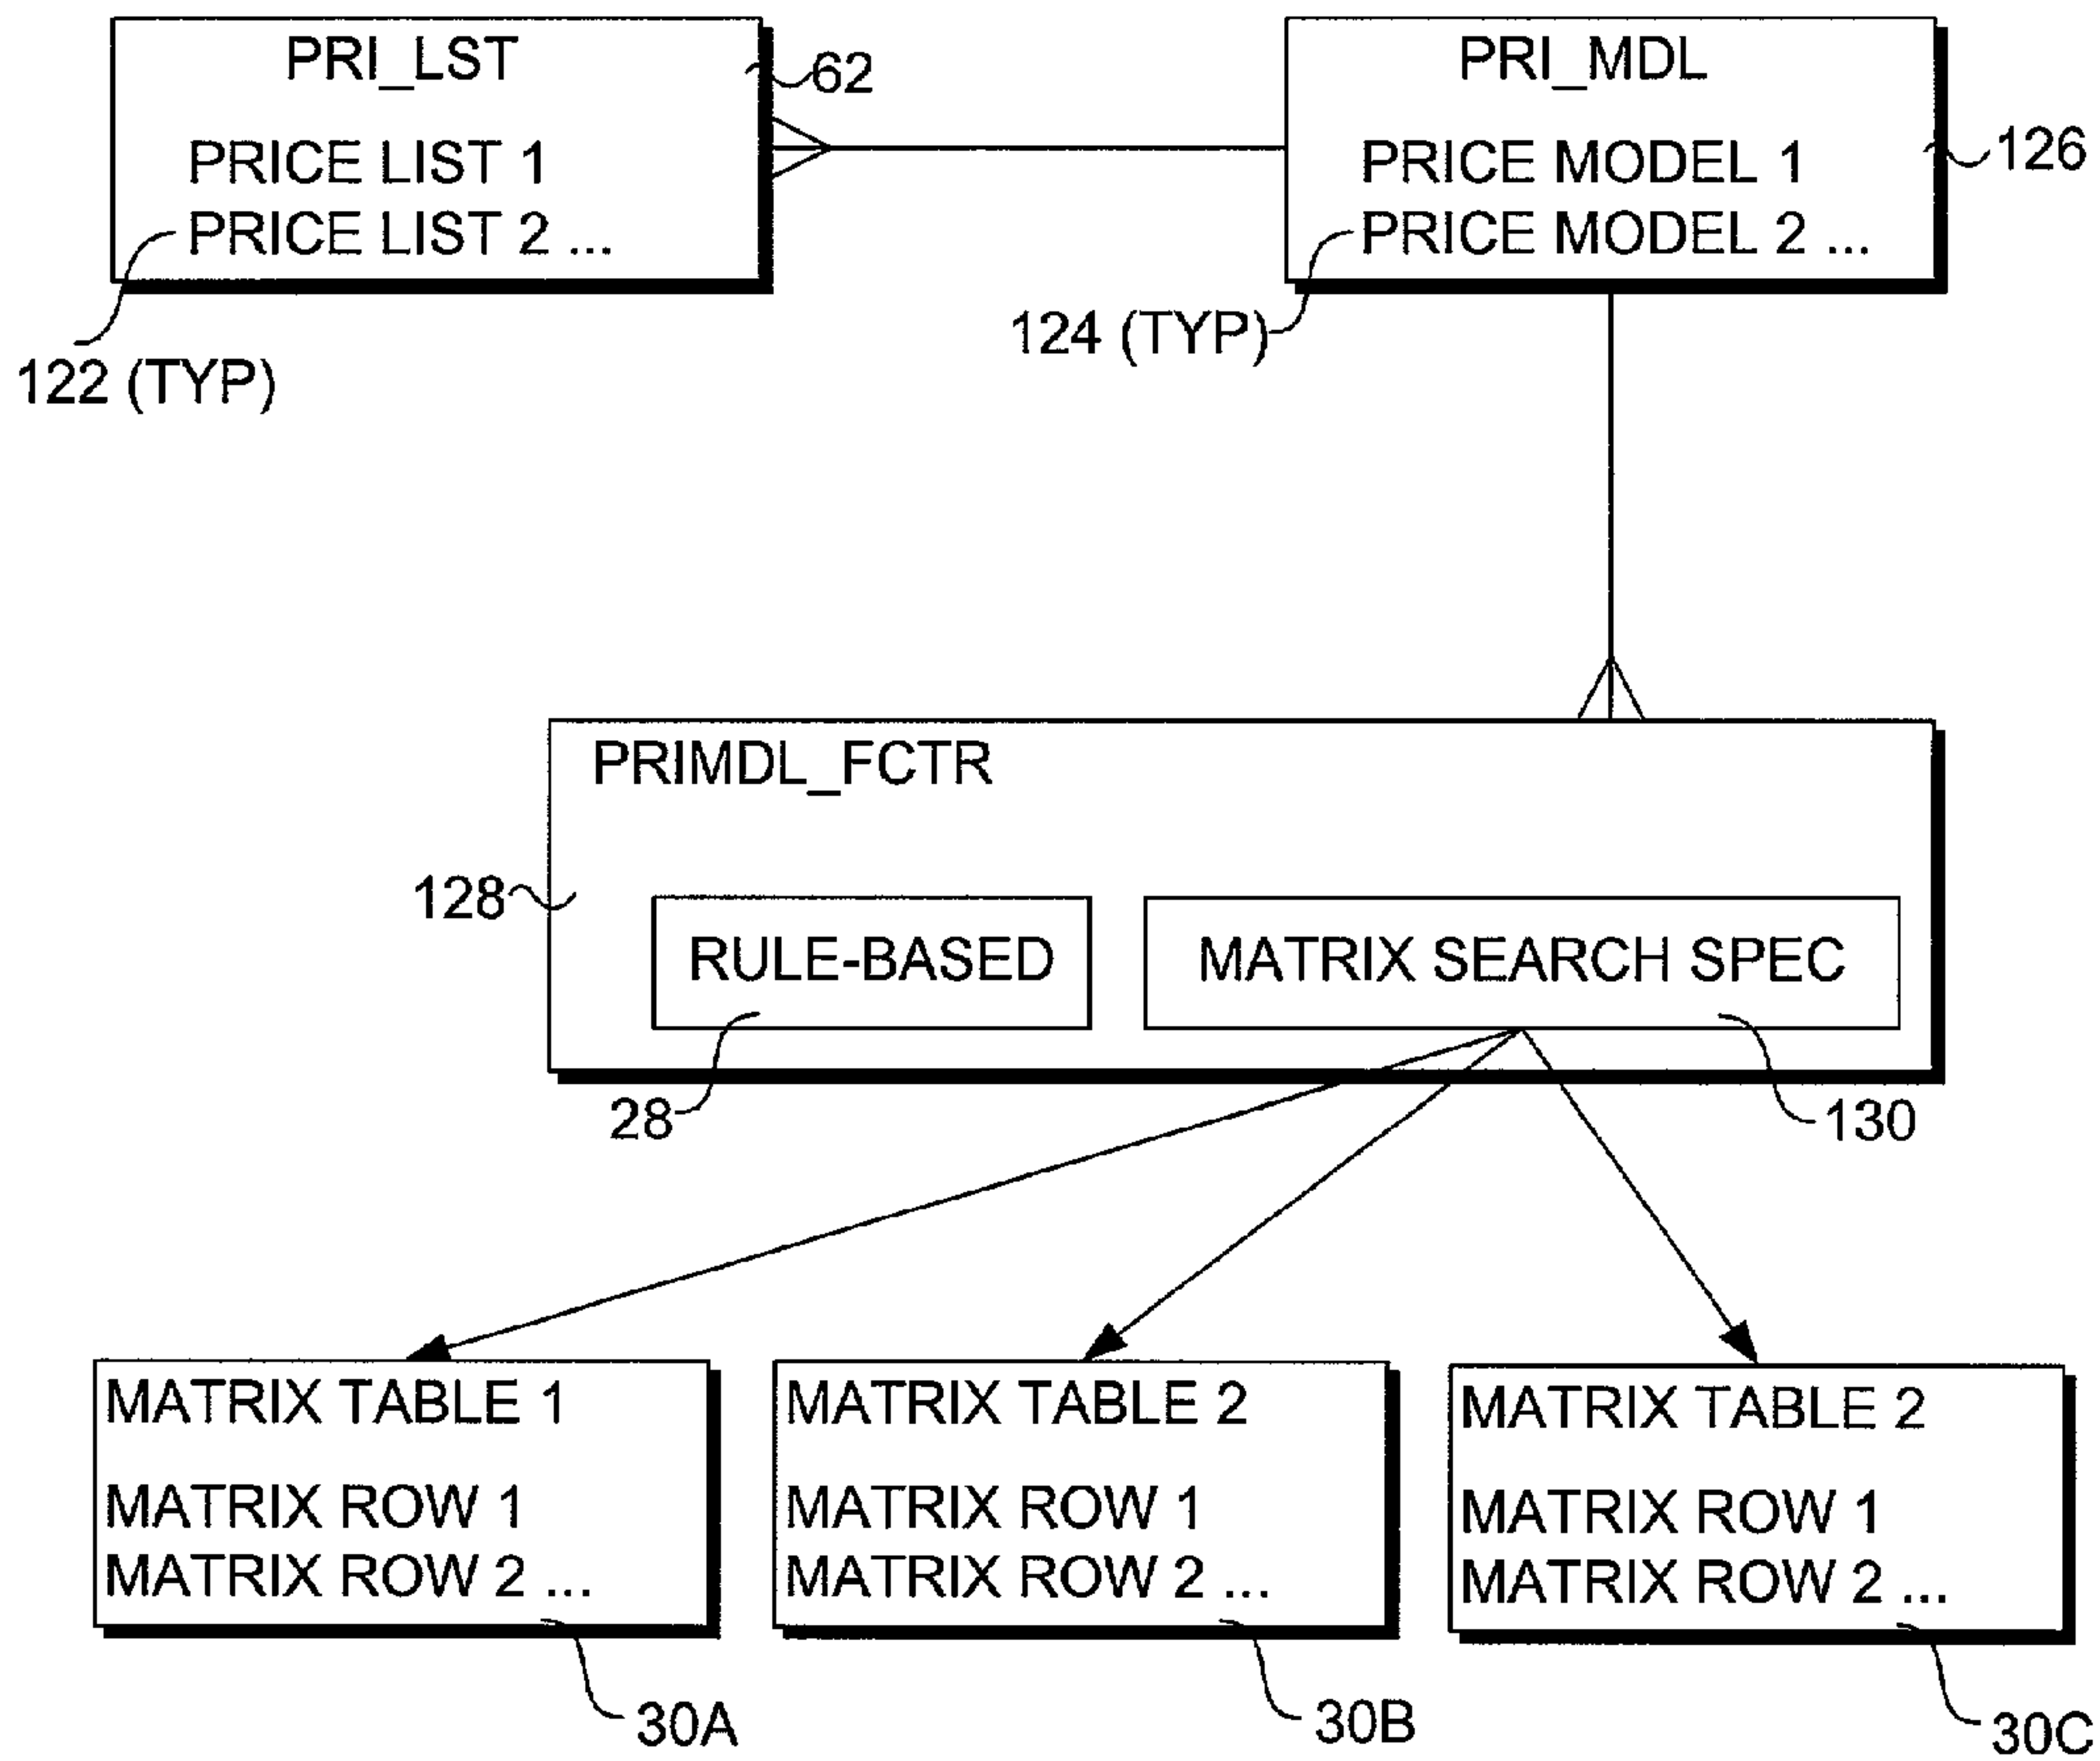 PRI_LST
62
PRICE LIST 1
PRICE LIST 2 ...
122 (TYP)
PRI_MDL
126
PRICE MODEL 1
PRICE MODEL 2 ...
124 (TYP)
PRIMDL_FCTR
128
RULE-BASED
MATRIX SEARCH SPEC
28
130
MATRIX TABLE 1
MATRIX ROW 1
MATRIX ROW 2 ...
30A
MATRIX TABLE 2
MATRIX ROW 1
MATRIX ROW 2 ...
30B
MATRIX TABLE 2
MATRIX ROW 1
MATRIX ROW 2 ...
30C